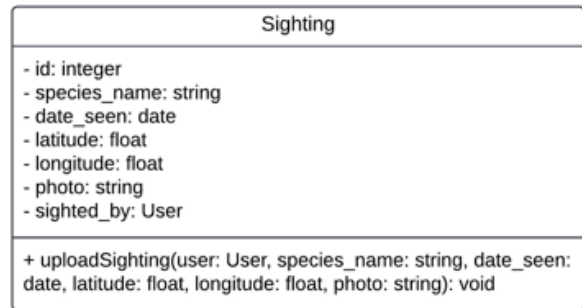 Sighting
- id: integer
- species_name: string
- date_seen: date
- latitude: float
- longitude: float
- photo: string
- sighted_by: User
+ uploadSighting(user: User, species_name: string, date_seen:
date, latitude: float, longitude: float, photo: string): void